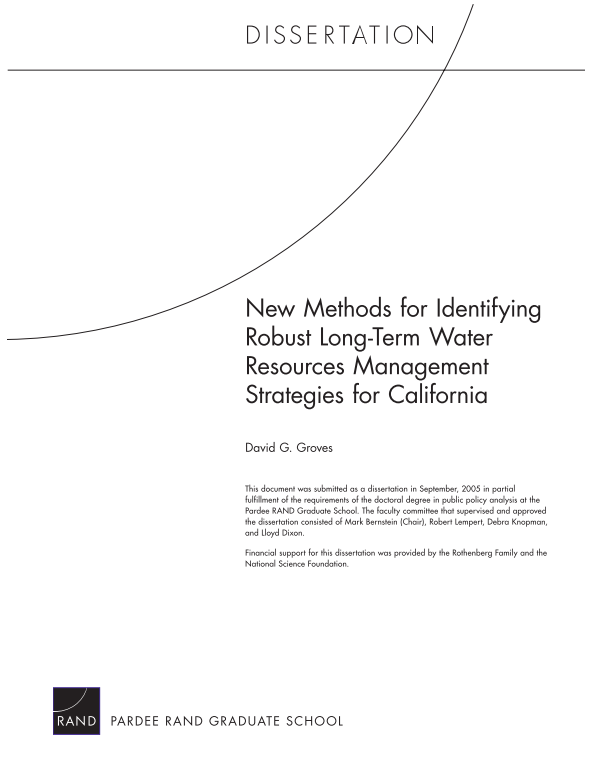 DISSERTATION
New Methods for Identifying
Robust Long-Term Water
Resources Management
Strategies for California
David G. Groves
This document was submitted as a dissertation in September, 2005 in partial
fulfillment of the requirements of the doctoral degree in public policy analysis at the
Pardee RAND Graduate School. The faculty committee that supervised and approved
the dissertation consisted of Mark Bernstein (Chair), Robert Lempert, Debra Knopman,
and Lloyd Dixon.
Financial support for this dissertation was provided by the Rothenberg Family and the
National Science Foundation.
RAND
PARDEE RAND GRADUATE SCHOOL